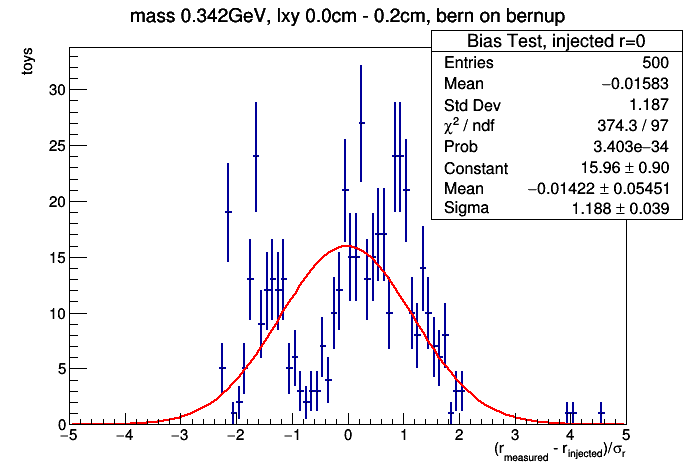 mass 0.342GeV, lxy 0.0cm - 0.2cm, bern on bernup
toys
Bias Test, injected r=0
Entries 500
Mean −0.01583
Std Dev 1.187
χ² / ndf 374.3 / 97
Prob 3.403e−34
Constant 15.96 ± 0.90
Mean −0.01422 ± 0.05451
Sigma 1.188 ± 0.039
30
25
20
15
10
5
0
−5 −4 −3 −2 −1 0 1 2 3 4 5
(r_measured - r_injected)/σ_r